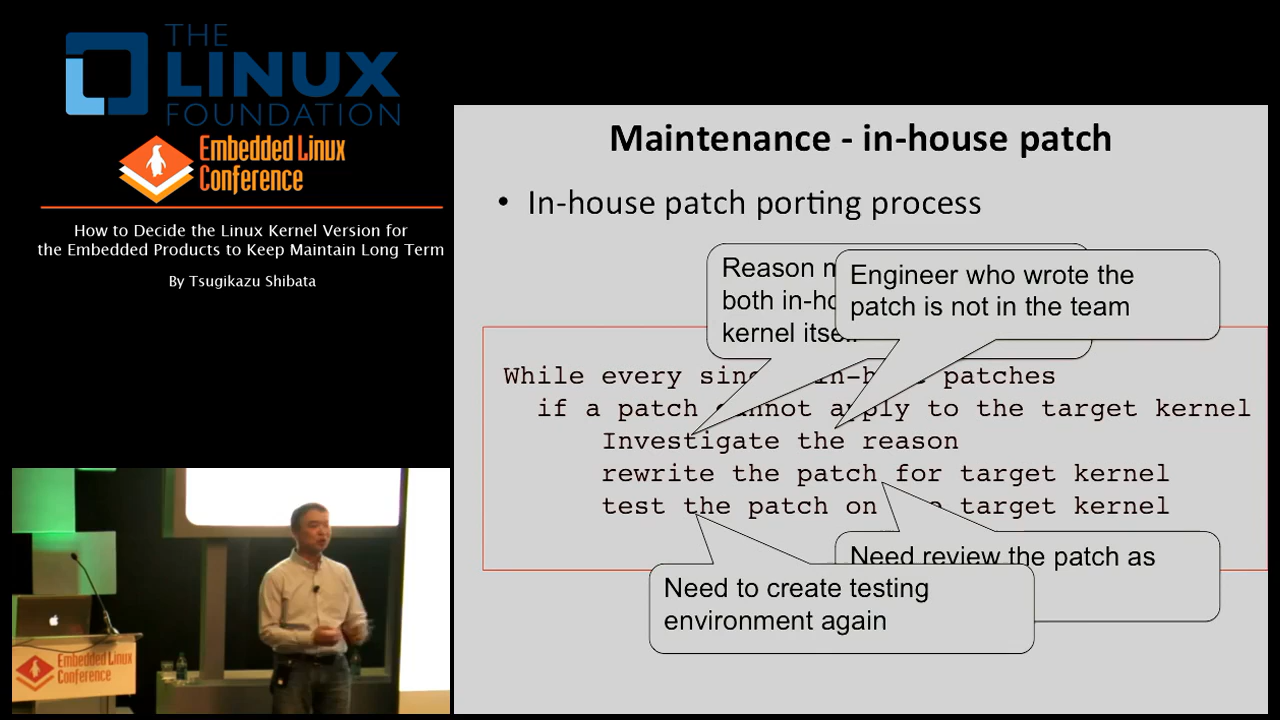 THE
LINUX
FOUNDATION
Embedded Linux
Conference
How to Decide the Linux Kernel Version for
the Embedded Products to Keep Maintain Long Term
By Tsugikazu Shibata
Maintenance - in-house patch
• In-house patch porting process
Reason
both in-
kernel
Engineer who wrote the
patch is not in the team
While every patches
if a patch cannot apply to the target kernel
Investigate the reason
rewrite the patch for target kernel
test the patch on target kernel
Need review the patch as
Need to create testing
environment again
Embedded Linux
Conference